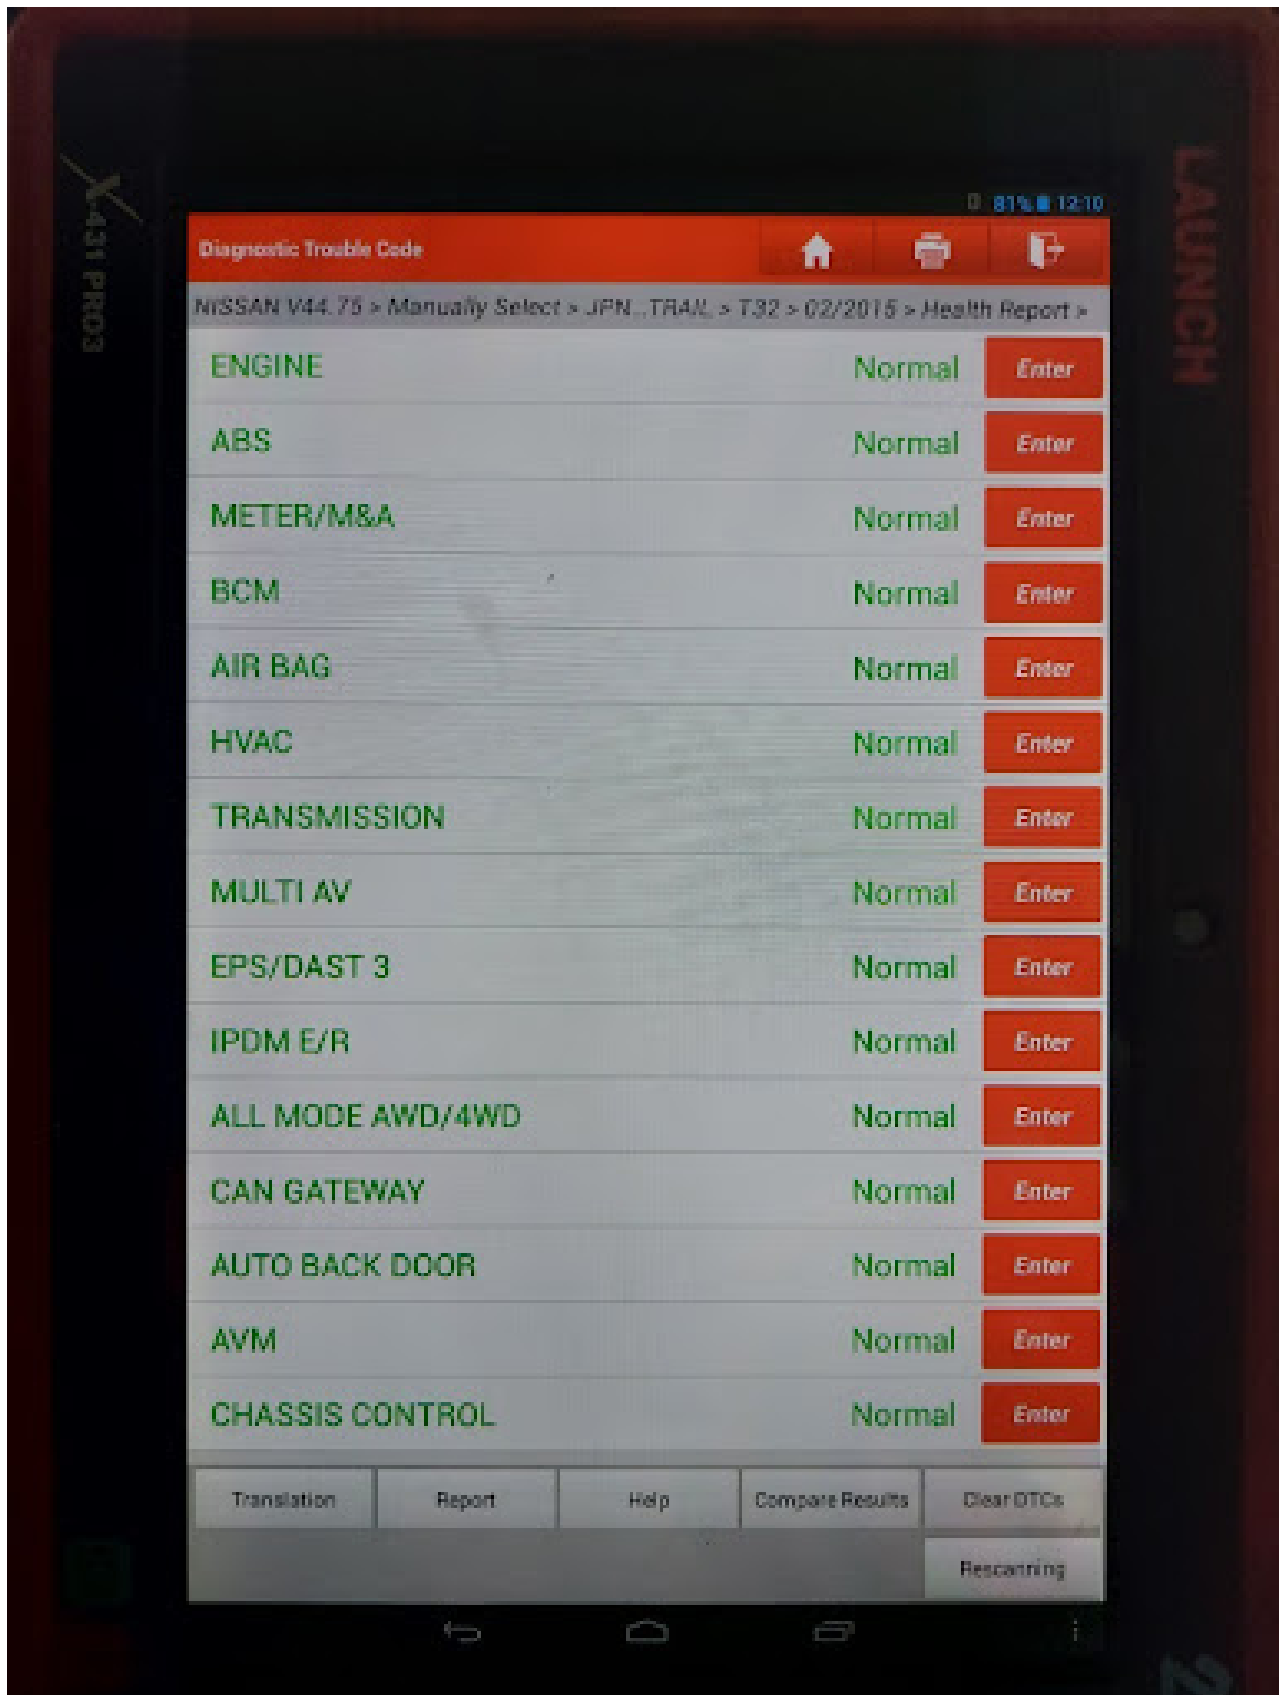 X-431 PRO3
LAUNCH
81% 12:10
Diagnostic Trouble Code
NISSAN V44.75 > Manually Select > JPN...TRAIL > T32 > 02/2015 > Health Report >
ENGINE Normal Enter
ABS Normal Enter
METER/M&A Normal Enter
BCM Normal Enter
AIR BAG Normal Enter
HVAC Normal Enter
TRANSMISSION Normal Enter
MULTI AV Normal Enter
EPS/DAST 3 Normal Enter
IPDM E/R Normal Enter
ALL MODE AWD/4WD Normal Enter
CAN GATEWAY Normal Enter
AUTO BACK DOOR Normal Enter
AVM Normal Enter
CHASSIS CONTROL Normal Enter
Translation Report Help Compare Results Clear DTCs
Rescanning
2